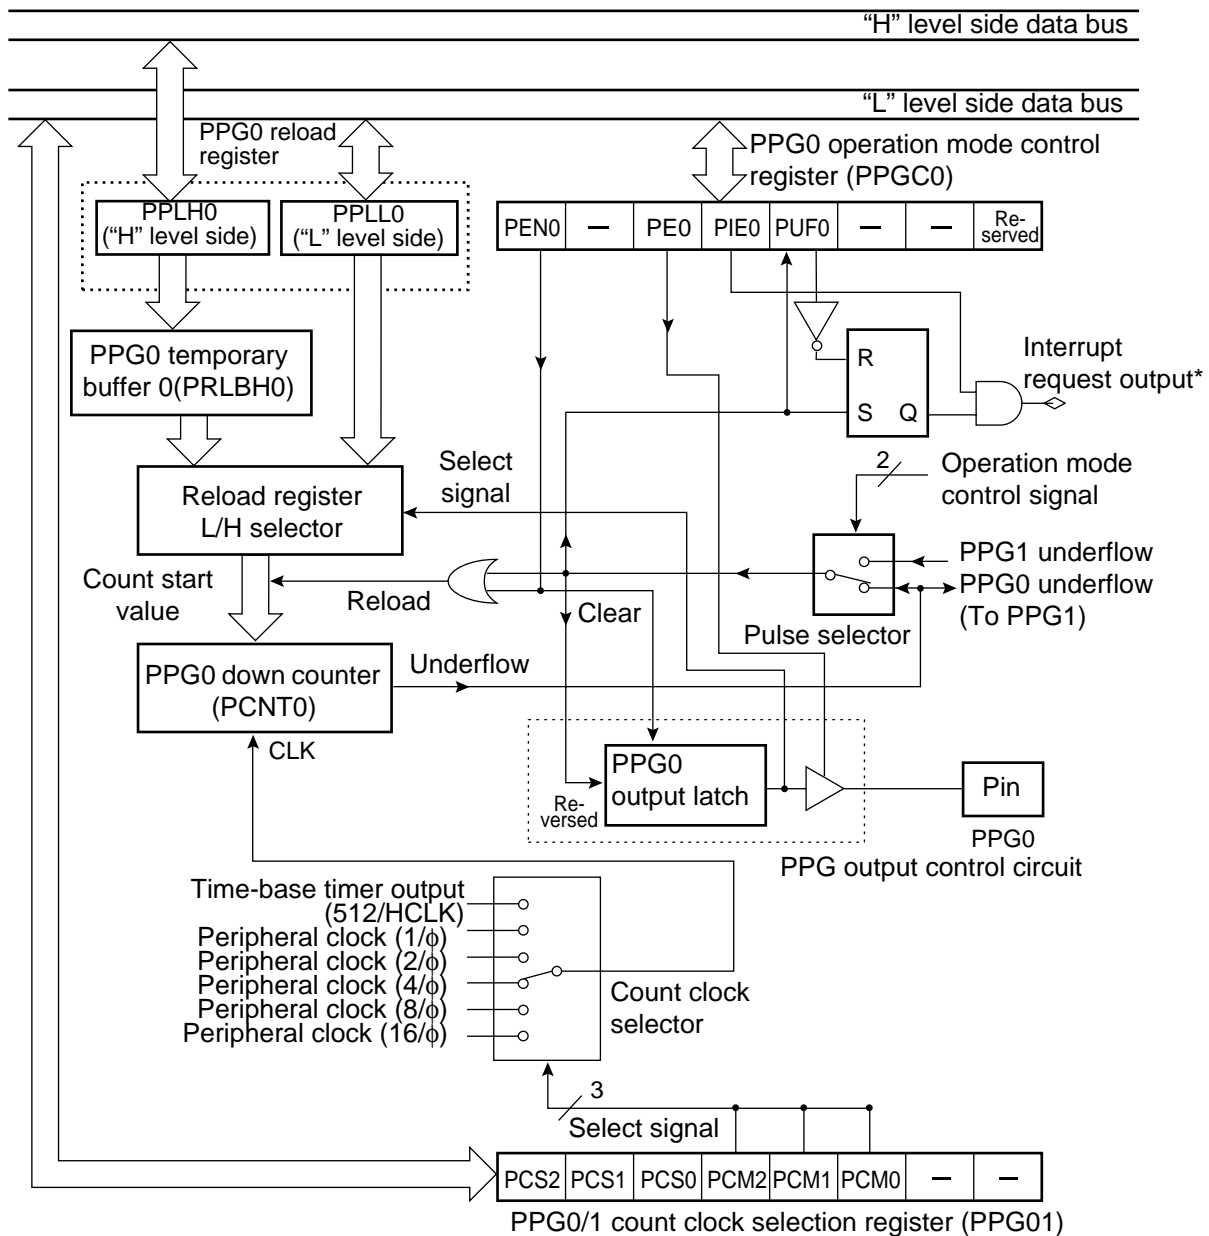 “H” level side data bus
“L” level side data bus
PPG0 reload
register
PPG0 operation mode control
register (PPGC0)
PPLH0
(“H” level side)
PPLL0
(“L” level side)
PEN0 — PE0 PIE0 PUF0 — — Re-
served
PPG0 temporary
buffer 0(PRLBH0)
R
S Q
Interrupt
request output*
Select
signal
2
Operation mode
control signal
Reload register
L/H selector
Count start
value
Reload
Clear
PPG1 underflow
PPG0 underflow
(To PPG1)
Pulse selector
PPG0 down counter
(PCNT0)
Underflow
CLK
PPG0
output latch
Re-
versed
Pin
PPG0
PPG output control circuit
Time-base timer output
(512/HCLK)
Peripheral clock (1/ϕ)
Peripheral clock (2/ϕ)
Peripheral clock (4/ϕ)
Peripheral clock (8/ϕ)
Peripheral clock (16/ϕ)
Count clock
selector
3
Select signal
PCS2 PCS1 PCS0 PCM2 PCM1 PCM0 — —
PPG0/1 count clock selection register (PPG01)